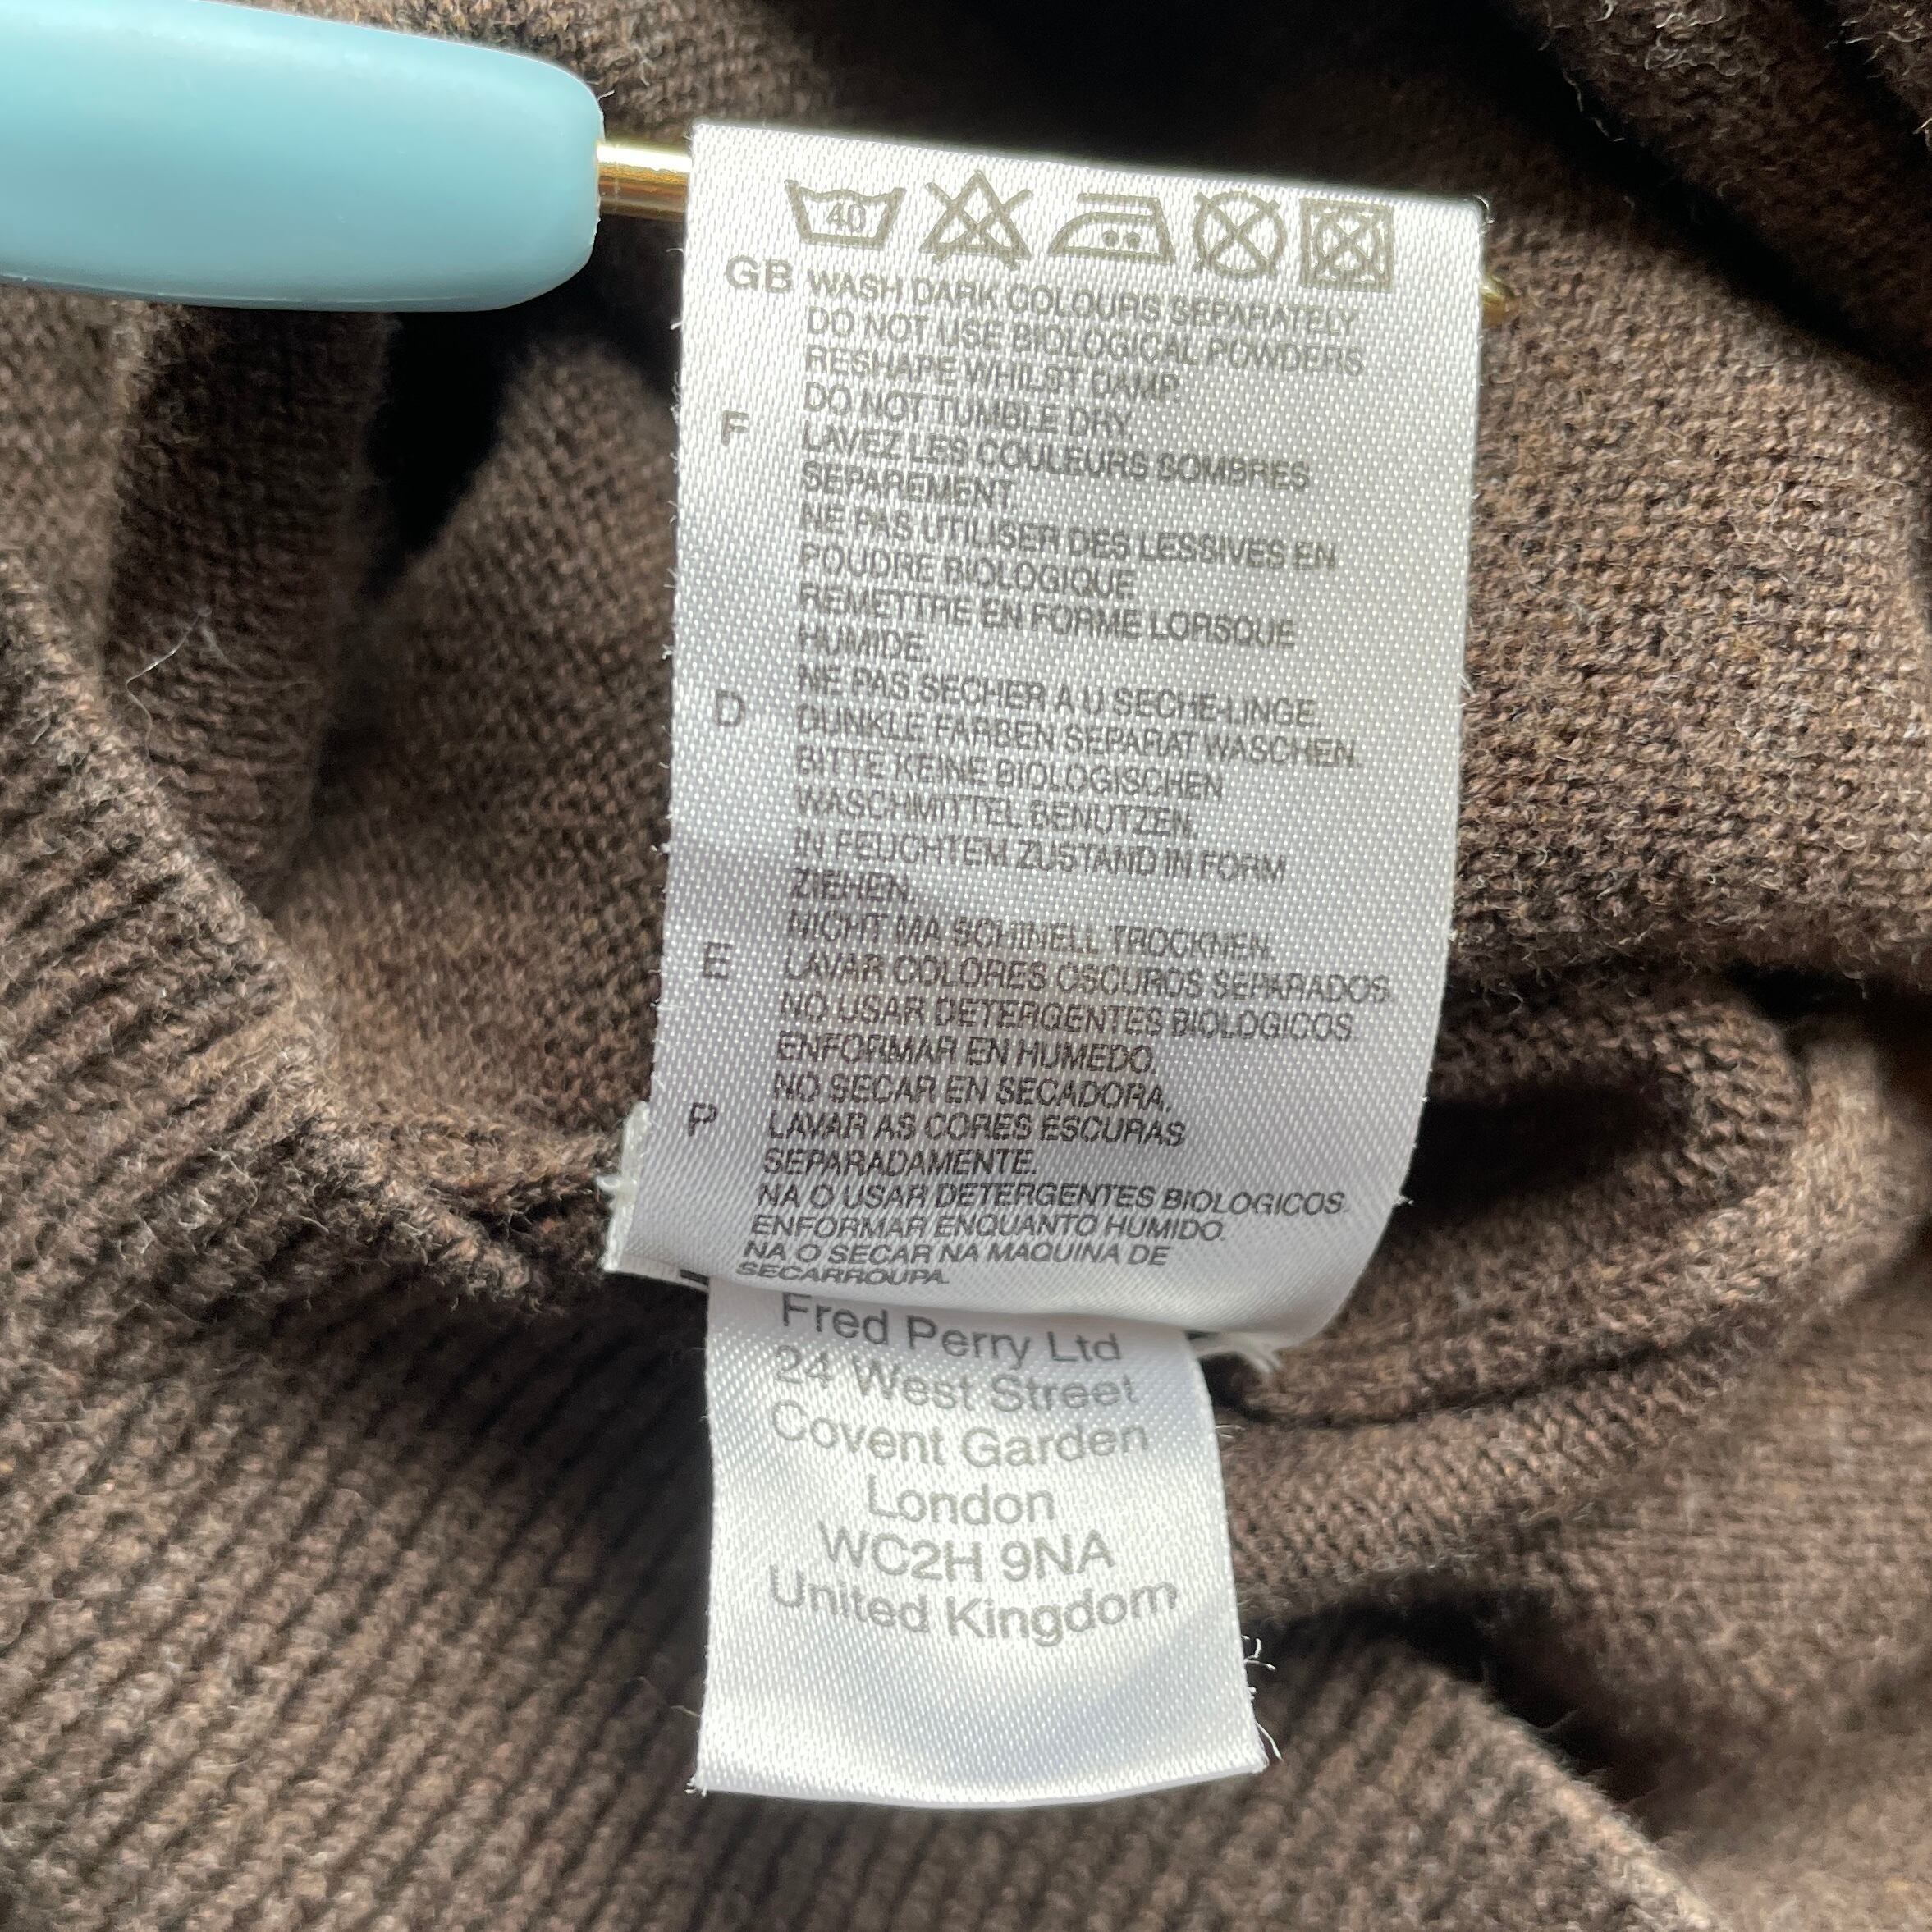 40
GB WASH DARK COLOURS SEPARATELY
DO NOT USE BIOLOGICAL POWDERS
RESHAPE WHILST DAMP.
DO NOT TUMBLE DRY.
F LAVEZ LES COULEURS SOMBRES
SEPAREMENT.
NE PAS UTILISER DES LESSIVES EN
POUDRE BIOLOGIQUE
REMETTRE EN FORME LORSQUE
HUMIDE.
NE PAS SECHER A U SECHE-LINGE.
D DUNKLE FARBEN SEPARAT WASCHEN.
BITTE KEINE BIOLOGISCHEN
WASCHMITTEL BENUTZEN.
IN FEUCHTEM ZUSTAND IN FORM
ZIEHEN.
NICHT MA SCHINELL TROCKNEN.
E LAVAR COLORES OSCUROS SEPARADOS.
NO USAR DETERGENTES BIOLOGICOS
ENFORMAR EN HUMEDO.
NO SECAR EN SECADORA.
P LAVAR AS CORES ESCURAS
SEPARADAMENTE.
NA O USAR DETERGENTES BIOLOGICOS.
ENFORMAR ENQUANTO HUMIDO.
NA O SECAR NA MAQUINA DE
SECARROUPA.
Fred Perry Ltd
24 West Street
Covent Garden
London
WC2H 9NA
United Kingdom